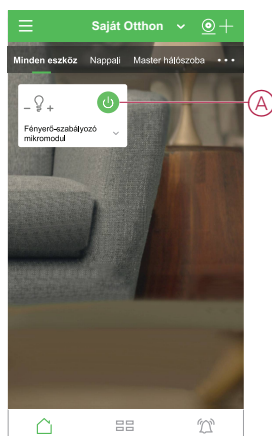 Saját Otthon
Minden eszköz Nappali Master hálószoba
Fényerő-szabályozó
mikromodul
A